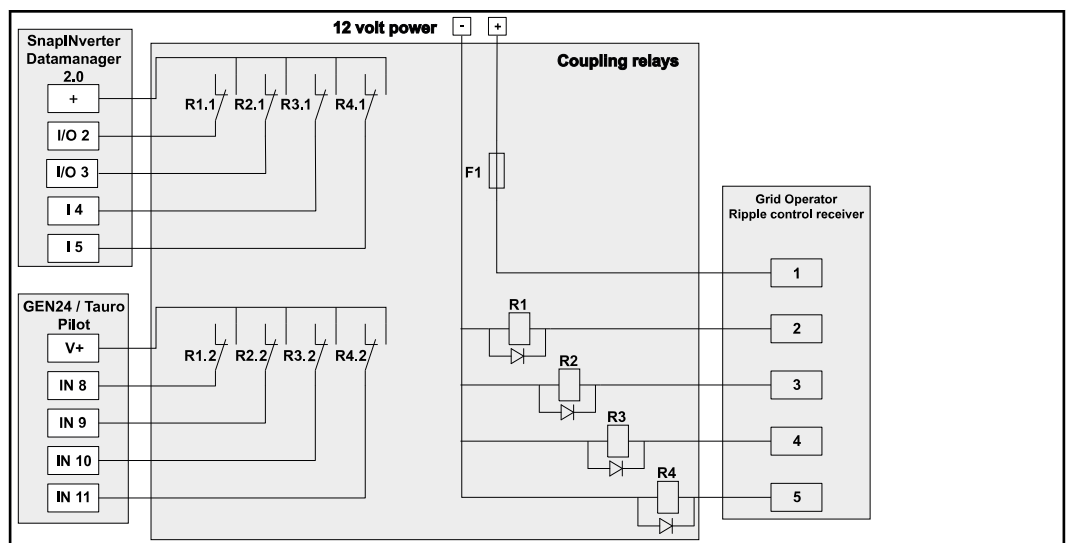 12 volt power - +
SnapINverter
Datamanager
2.0
+
I/O 2
I/O 3
I 4
I 5
R1.1 R2.1 R3.1 R4.1
Coupling relays
F1
Grid Operator
Ripple control receiver
1
2
3
4
5
R1
R2
R3
R4
GEN24 / Tauro
Pilot
V+
IN 8
IN 9
IN 10
IN 11
R1.2 R2.2 R3.2 R4.2